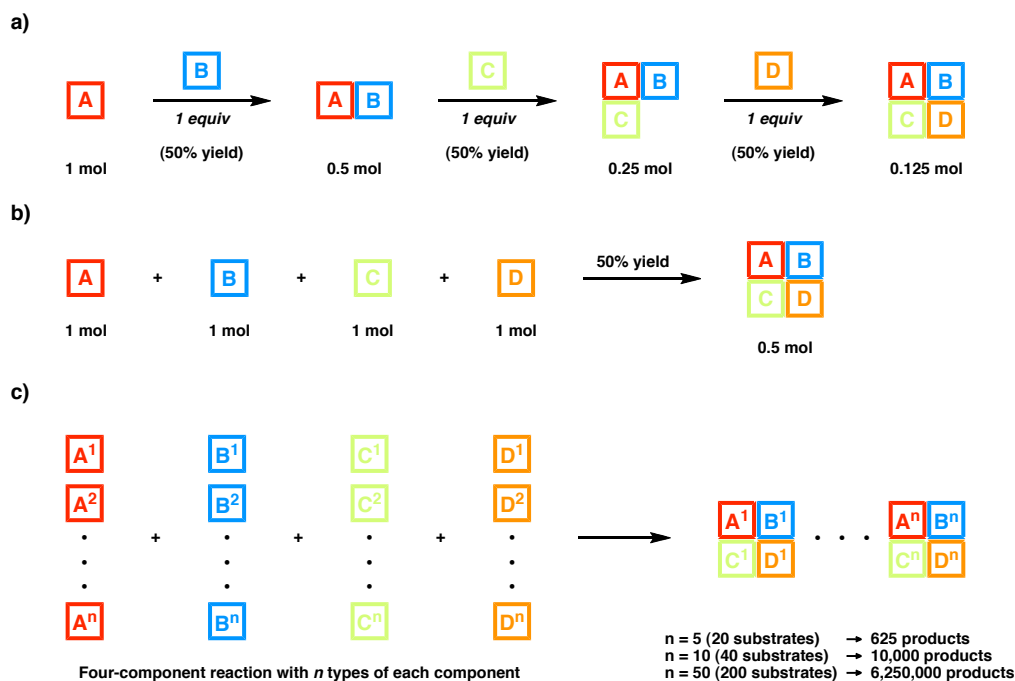 a)
B
C
D
A
A B
A B
A B
1 equiv
1 equiv
1 equiv
C
C D
(50% yield)
(50% yield)
(50% yield)
1 mol
0.5 mol
0.25 mol
0.125 mol
b)
A + B + C + D
50% yield
A B
C D
1 mol
1 mol
1 mol
1 mol
0.5 mol
c)
A¹ B¹ C¹ D¹
A² B² C² D²
+ + +
Aⁿ Bⁿ Cⁿ Dⁿ
A¹ B¹ . . . Aⁿ Bⁿ
C¹ D¹ Cⁿ Dⁿ
Four-component reaction with n types of each component
n = 5 (20 substrates) → 625 products
n = 10 (40 substrates) → 10,000 products
n = 50 (200 substrates) → 6,250,000 products